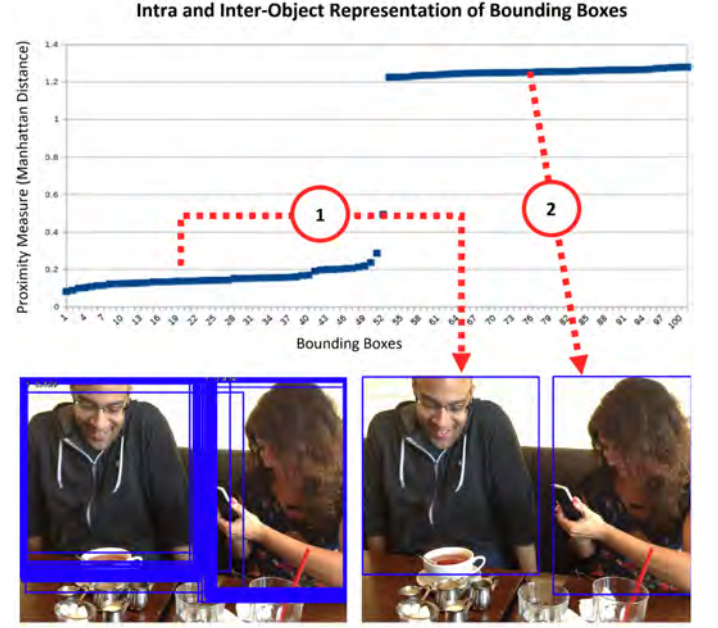 Intra and Inter-Object Representation of Bounding Boxes
Proximity Measure (Manhattan Distance)
1.4
1.2
1
0.8
0.6
0.4
0.2
0
1
2
1 4 7 10 13 16 19 22 25 28 31 34 37 40 43 46 49 52 55 58 61 64 67 70 73 76 79 82 85 88 91 94 97 100
Bounding Boxes